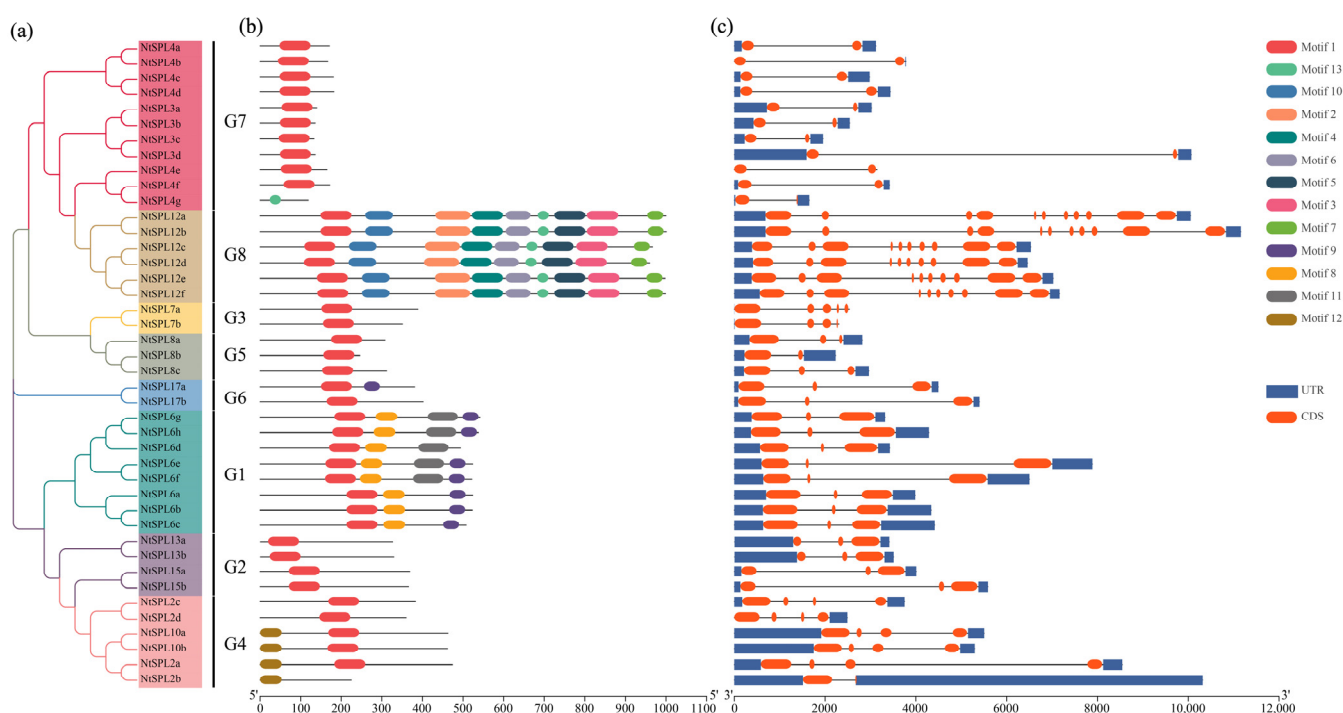 (a)
(b)
(c)
NtSPL4a
NtSPL4b
NtSPL4c
NtSPL4d
NtSPL3a
NtSPL3b
NtSPL3c
NtSPL3d
NtSPL4e
NtSPL4f
NtSPL4g
NtSPL12a
NtSPL12b
NtSPL12c
NtSPL12d
NtSPL12e
NtSPL12f
NtSPL7a
NtSPL7b
NtSPL8a
NtSPL8b
NtSPL8c
NtSPL17a
NtSPL17b
NtSPL6g
NtSPL6h
NtSPL6d
NtSPL6e
NtSPL6f
NtSPL6a
NtSPL6b
NtSPL6c
NtSPL13a
NtSPL13b
NtSPL15a
NtSPL15b
NtSPL2c
NtSPL2d
NtSPL10a
NtSPL10b
NtSPL2a
NtSPL2b
G7
G8
G3
G5
G6
G1
G2
G4
5'
0
100
200
300
400
500
600
700
800
900
1000
1100
5'
3'
0
2000
4000
6000
8000
10,000
12,000
3'
Motif 1
Motif 13
Motif 10
Motif 2
Motif 4
Motif 6
Motif 5
Motif 3
Motif 7
Motif 9
Motif 8
Motif 11
Motif 12
UTR
CDS